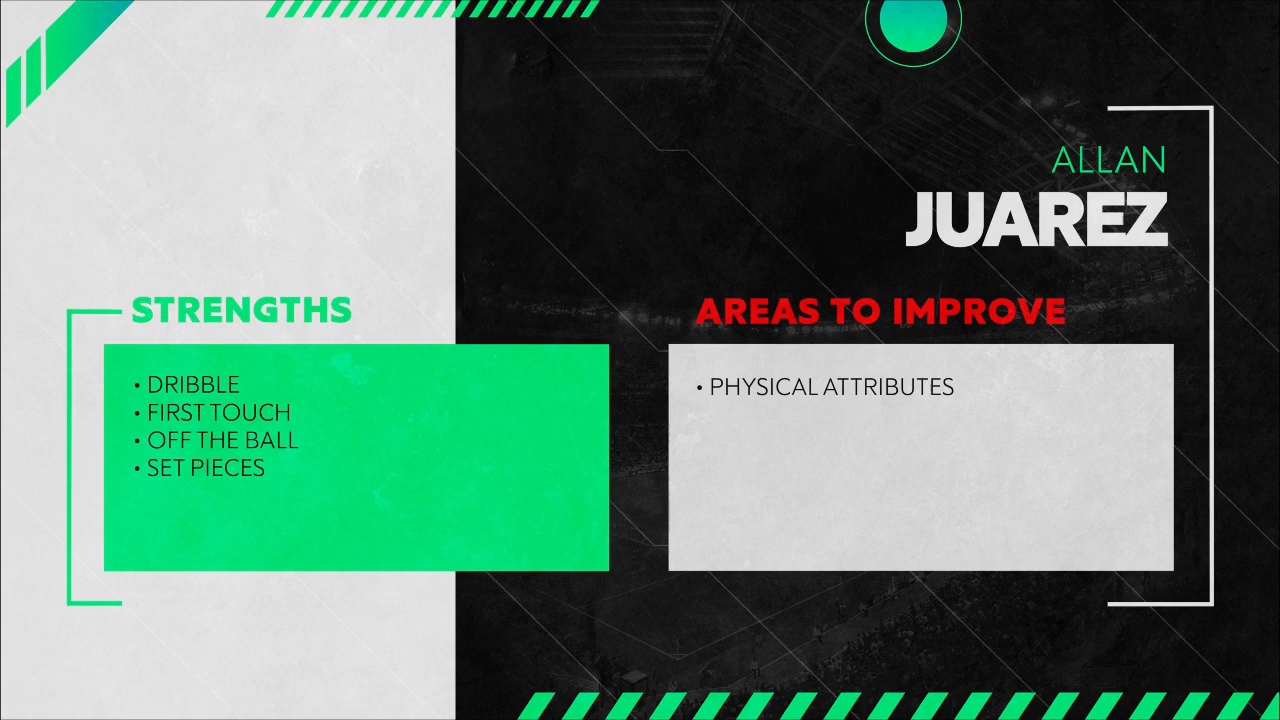 ALLAN
JUAREZ
STRENGTHS
• DRIBBLE
• FIRST TOUCH
• OFF THE BALL
• SET PIECES
AREAS TO IMPROVE
• PHYSICAL ATTRIBUTES